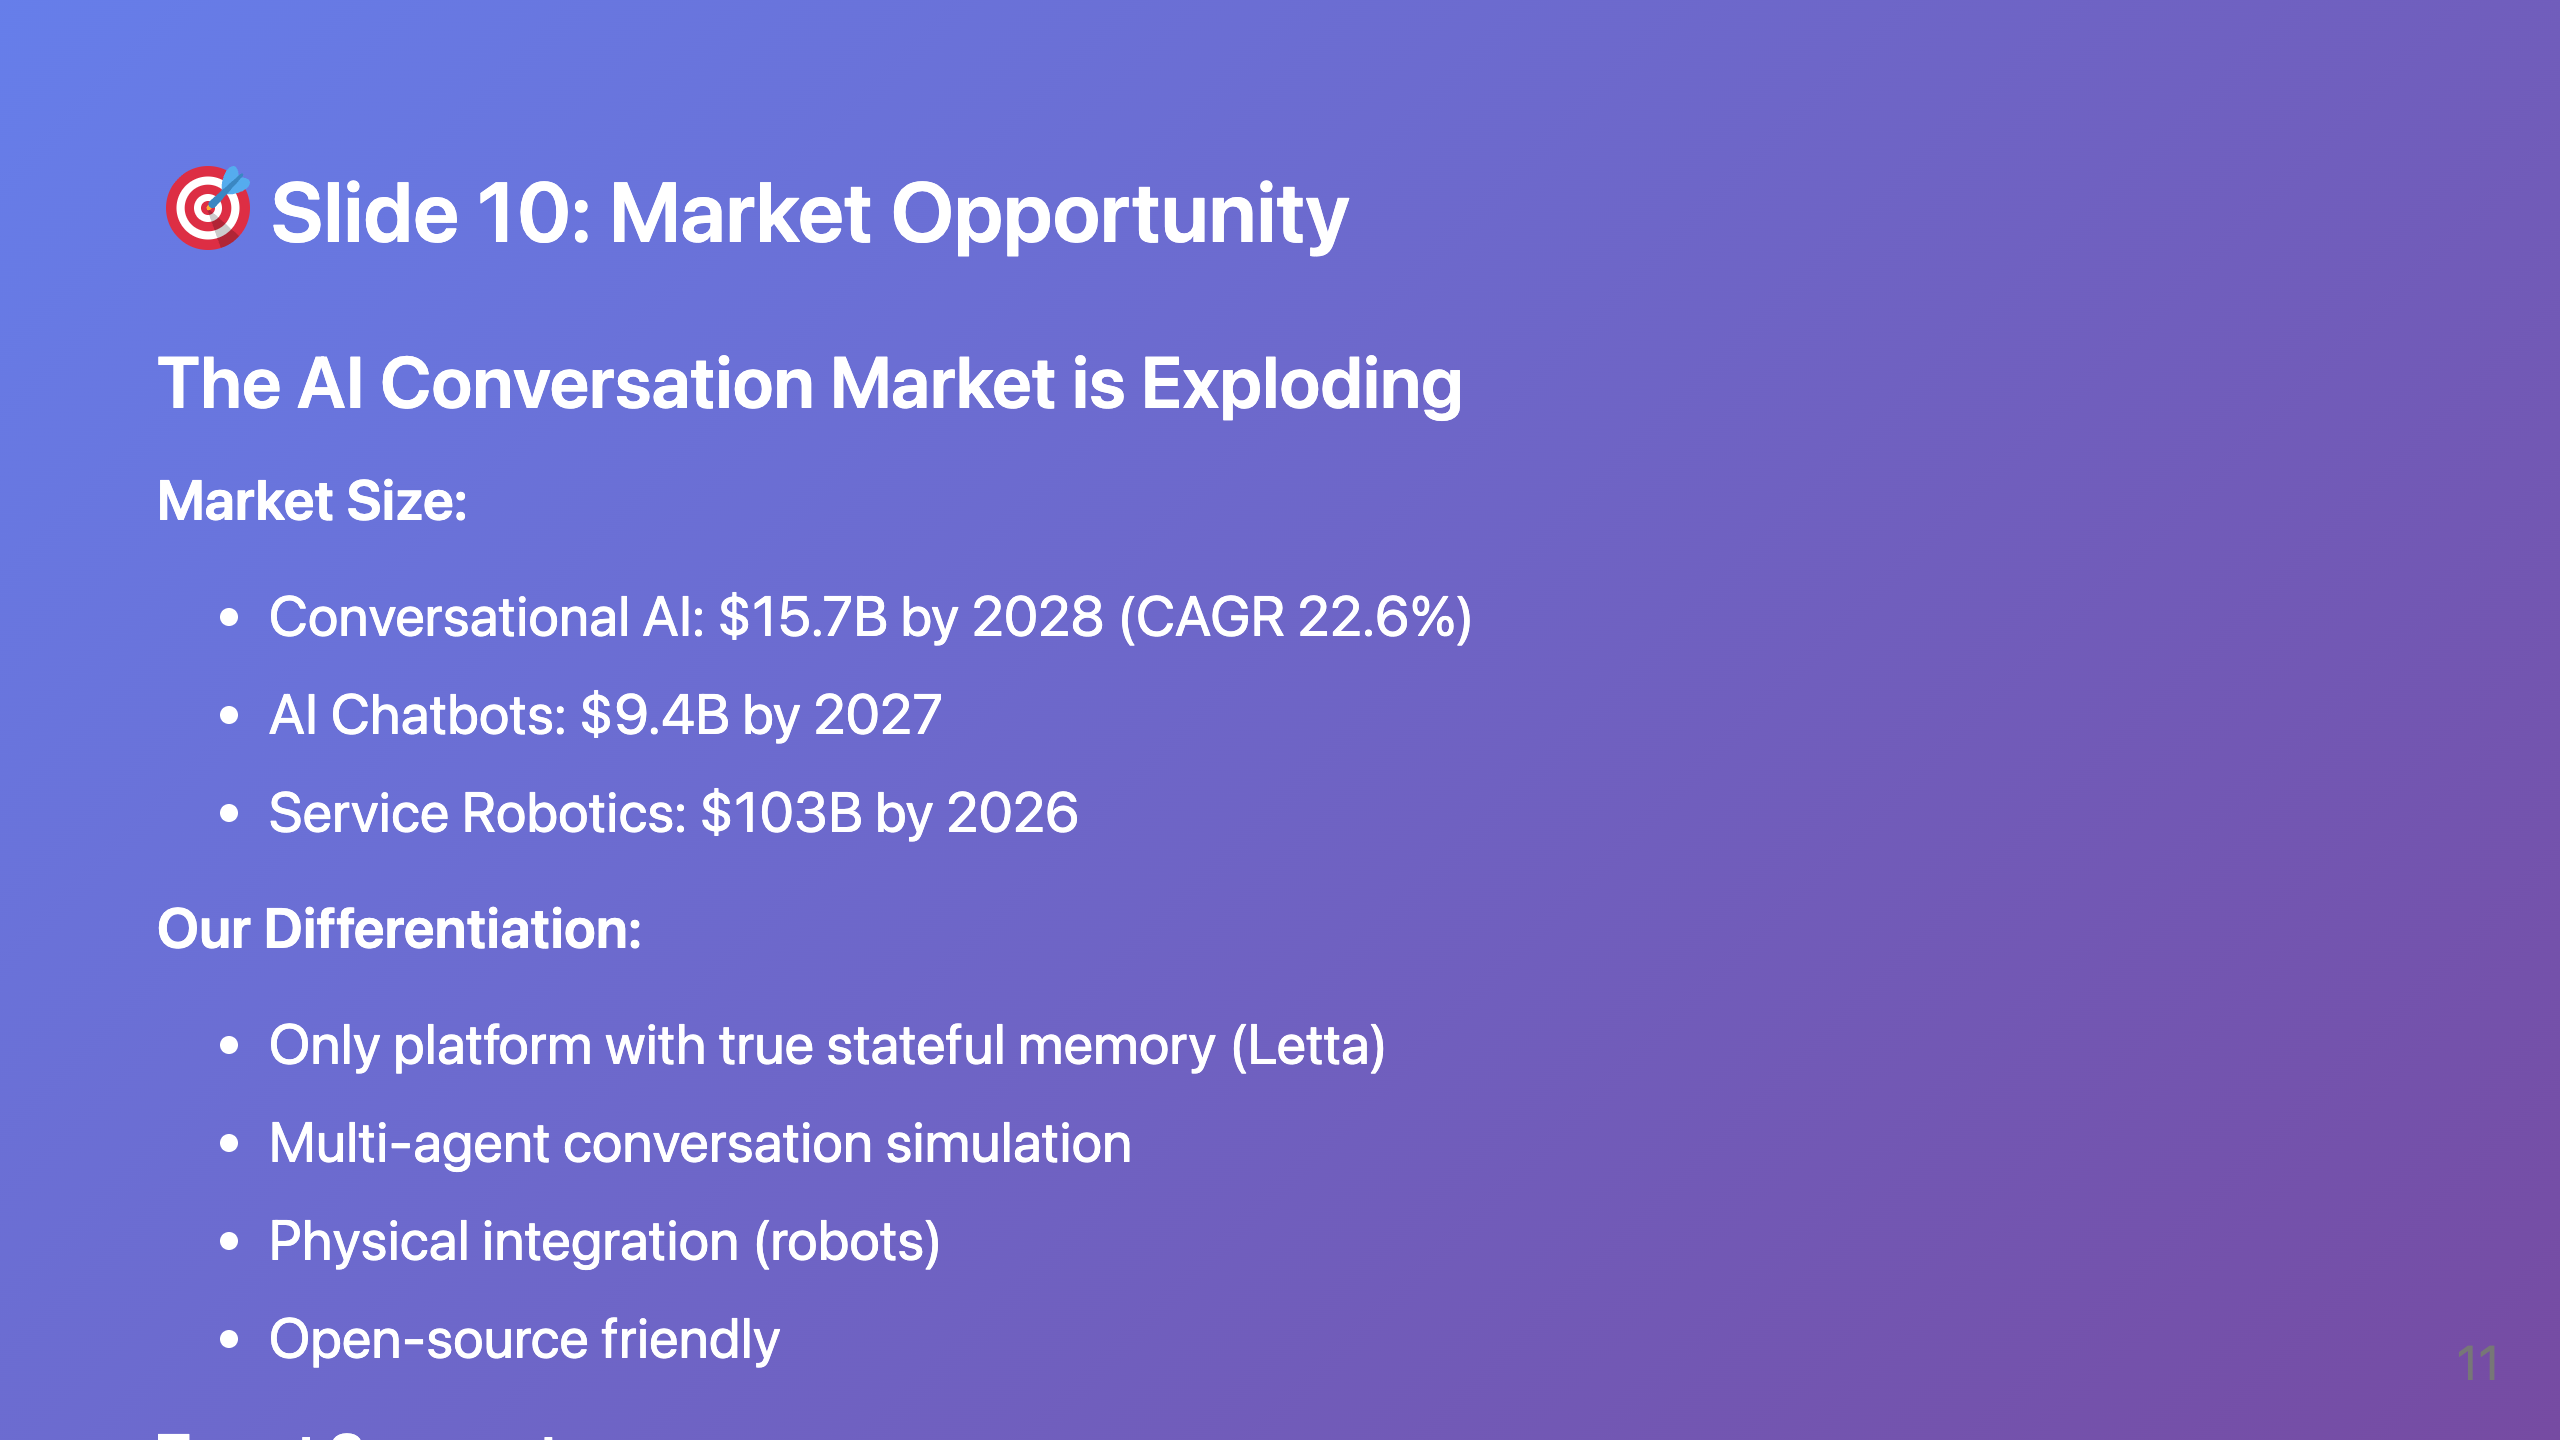 Slide 10: Market Opportunity
The AI Conversation Market is Exploding
Market Size:
• Conversational AI: $15.7B by 2028 (CAGR 22.6%)
• AI Chatbots: $9.4B by 2027
• Service Robotics: $103B by 2026
Our Differentiation:
• Only platform with true stateful memory (Letta)
• Multi-agent conversation simulation
• Physical integration (robots)
• Open-source friendly
11